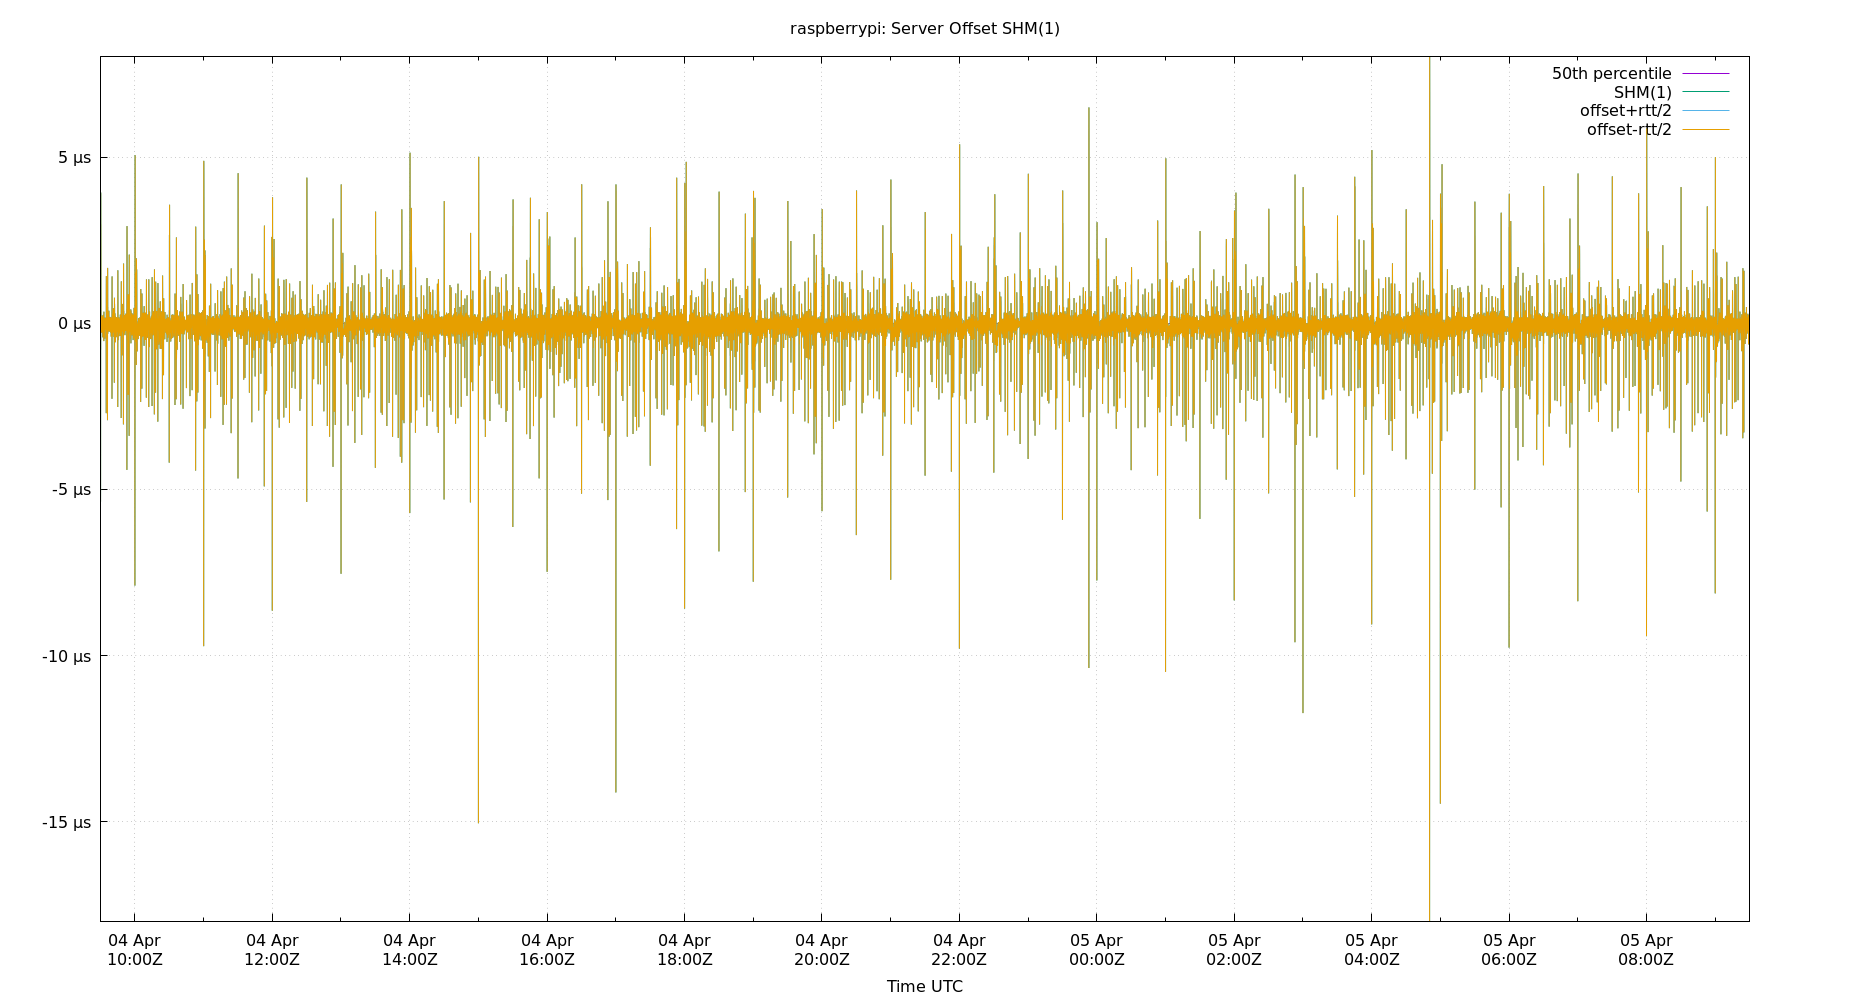 raspberrypi: Server Offset SHM(1)
50th percentile
SHM(1)
offset+rtt/2
offset-rtt/2
5 µs
0 µs
-5 µs
-10 µs
-15 µs
04 Apr 04 Apr 04 Apr 04 Apr 04 Apr 04 Apr 04 Apr 05 Apr 05 Apr 05 Apr 05 Apr 05 Apr
10:00Z 12:00Z 14:00Z 16:00Z 18:00Z 20:00Z 22:00Z 00:00Z 02:00Z 04:00Z 06:00Z 08:00Z
Time UTC